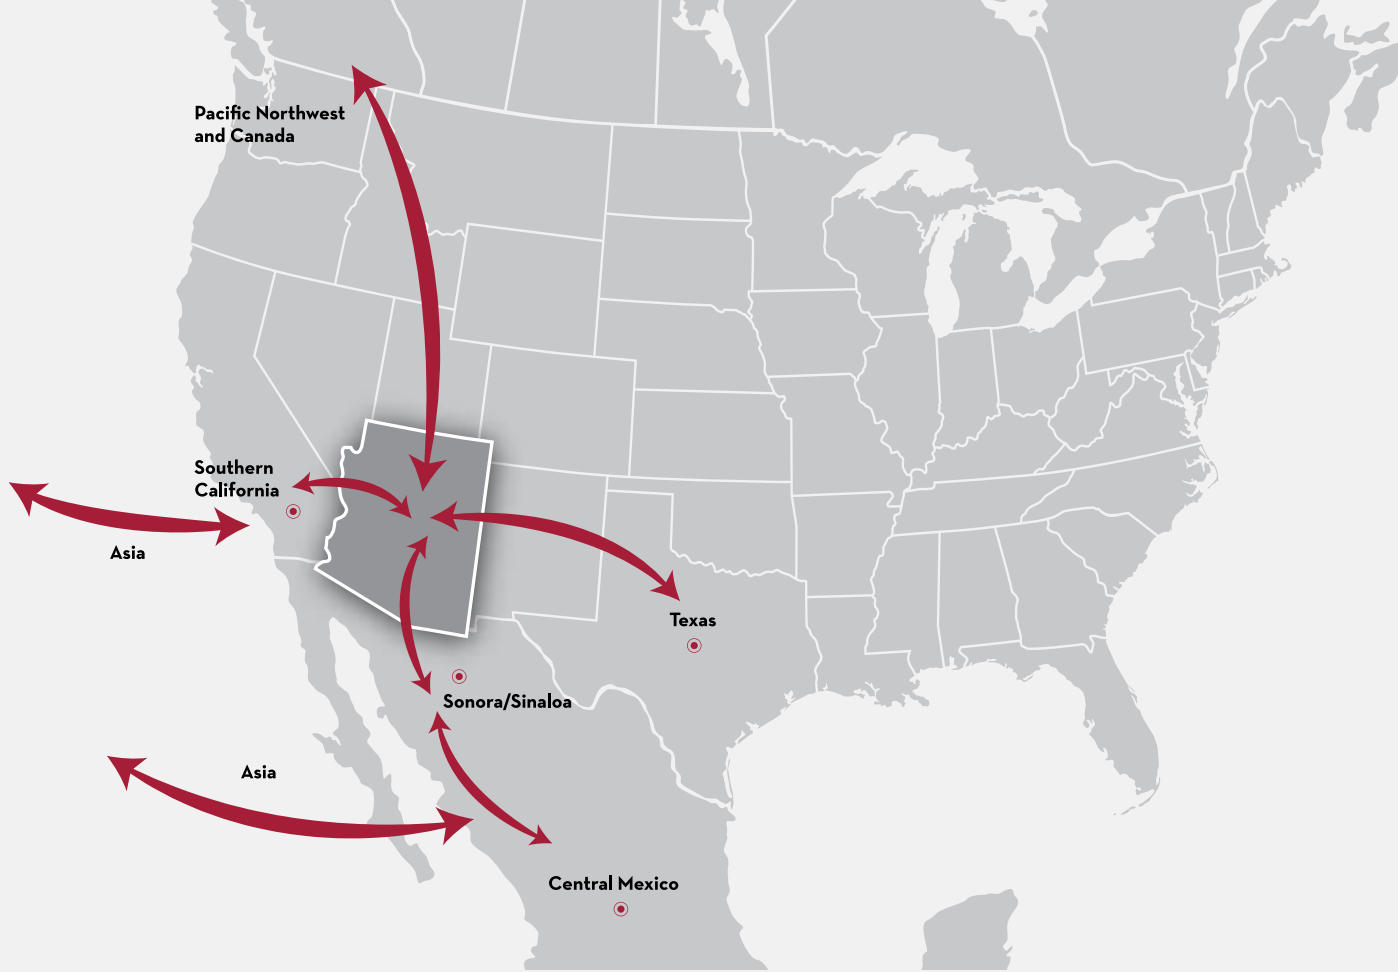 Pacific Northwest
and Canada
Southern
California
Asia
Texas
Sonora/Sinaloa
Asia
Central Mexico